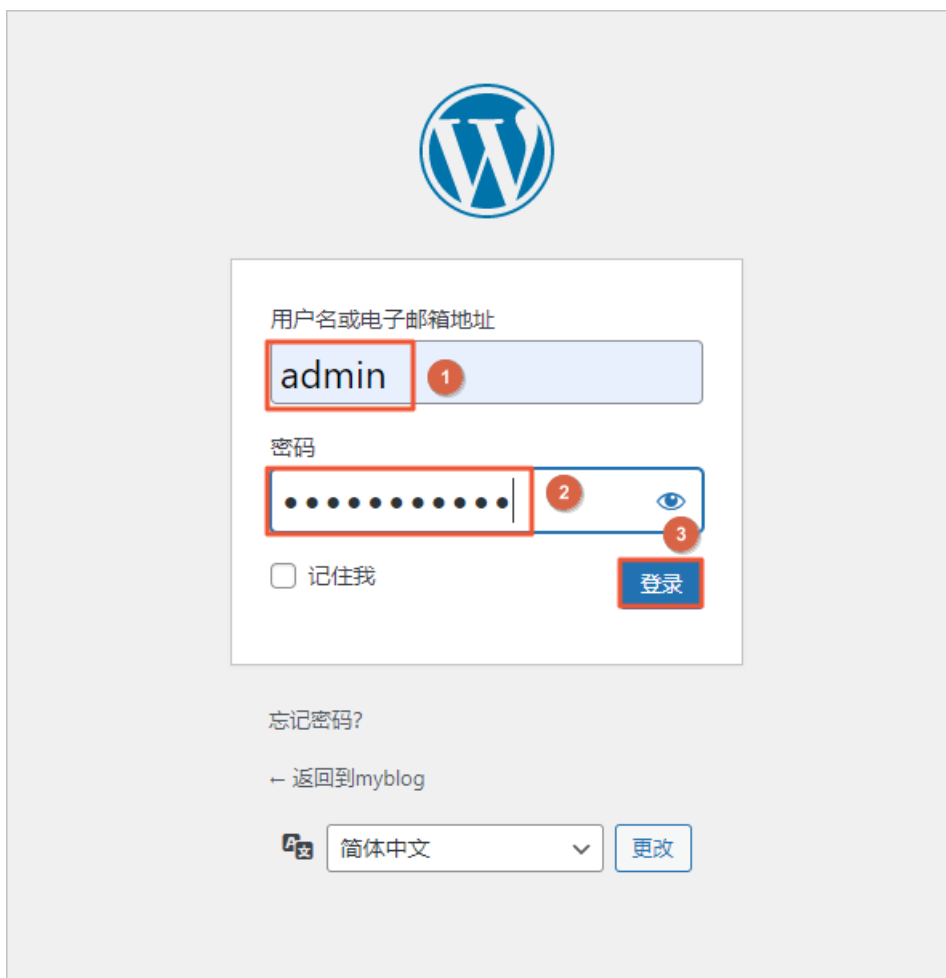 用户名或电子邮箱地址
admin 1
密码
●●●●●●●●●●● 2
3
记住我 登录
忘记密码?
← 返回到myblog
简体中文 更改